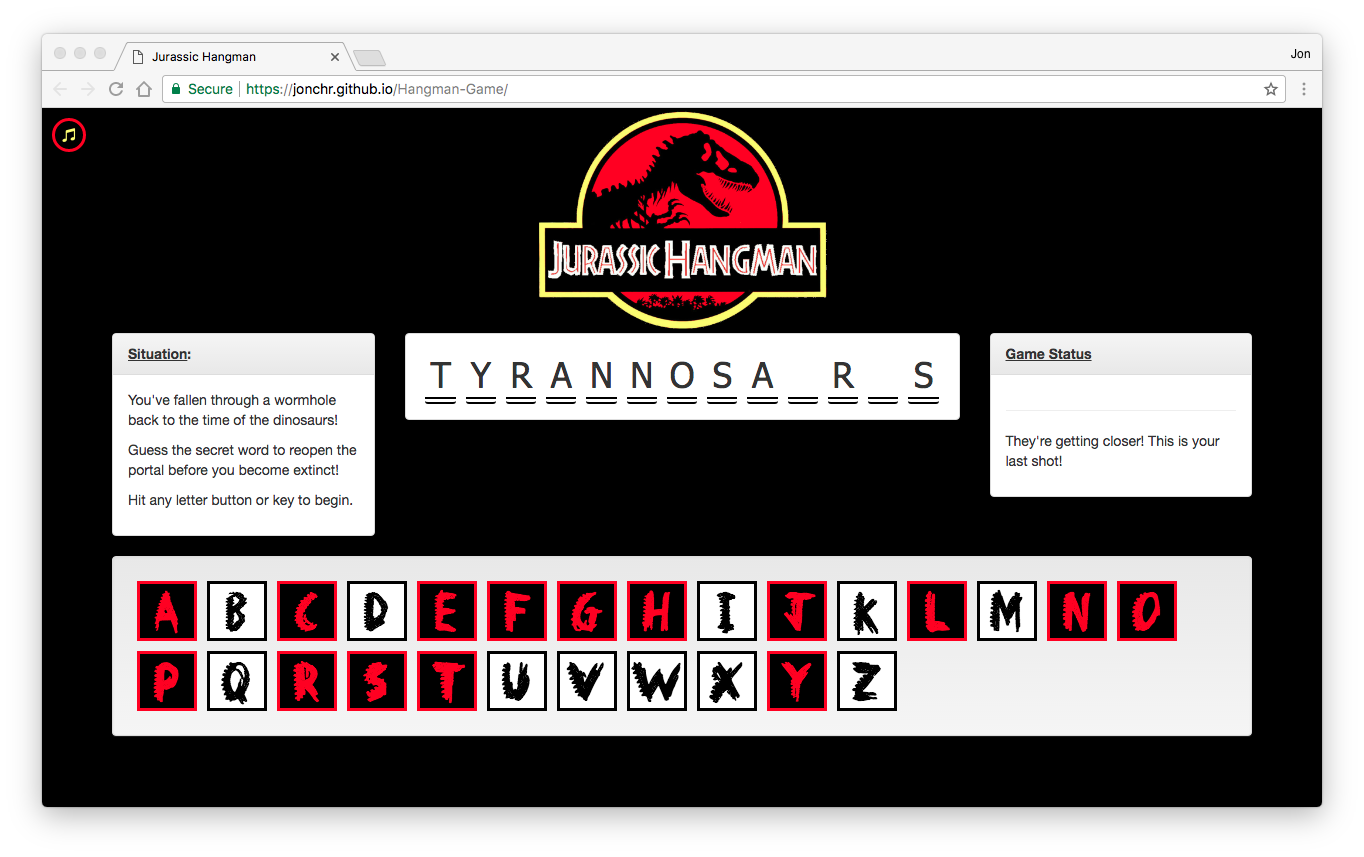 Jurassic Hangman
Jon
Secure https://jonchr.github.io/Hangman-Game/
JURASSIC HANGMAN
Situation:
You've fallen through a wormhole
back to the time of the dinosaurs!
Guess the secret word to reopen the
portal before you become extinct!
Hit any letter button or key to begin.
T Y R A N N O S A _ R _ S
Game Status
They're getting closer! This is your
last shot!
A B C D E F G H I J K L M N O
P Q R S T U V W X Y Z